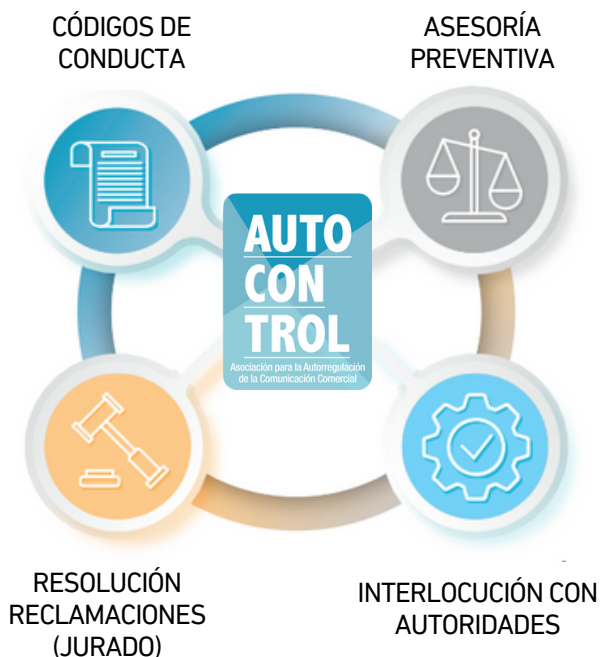 CÓDIGOS DE
CONDUCTA
ASESORÍA
PREVENTIVA
AUTO
CON
TROL
Asociación para la Autorregulación
de la Comunicación Comercial
RESOLUCIÓN
RECLAMACIONES
(JURADO)
INTERLOCUCIÓN CON
AUTORIDADES